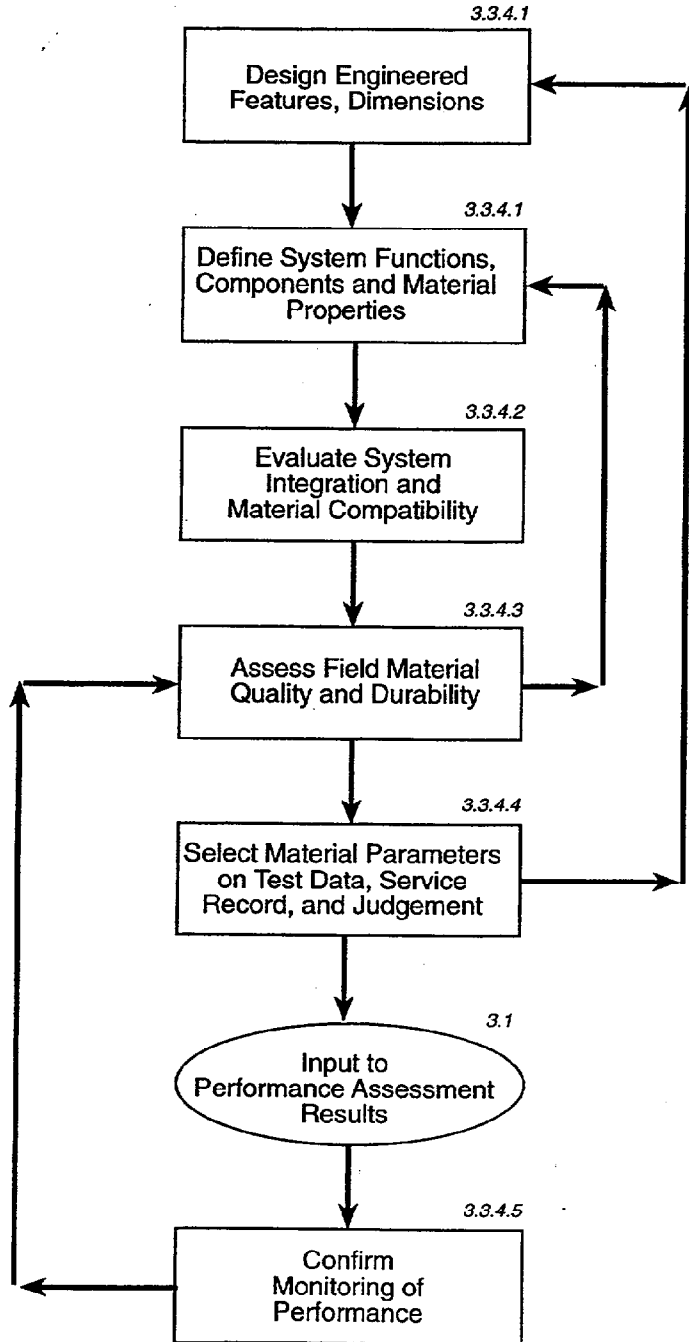 3.3.4.1
Design Engineered
Features, Dimensions
3.3.4.1
Define System Functions,
Components and Material
Properties
3.3.4.2
Evaluate System
Integration and
Material Compatibility
3.3.4.3
Assess Field Material
Quality and Durability
3.3.4.4
Select Material Parameters
on Test Data, Service
Record, and Judgement
3.1
Input to
Performance Assessment
Results
3.3.4.5
Confirm
Monitoring of
Performance